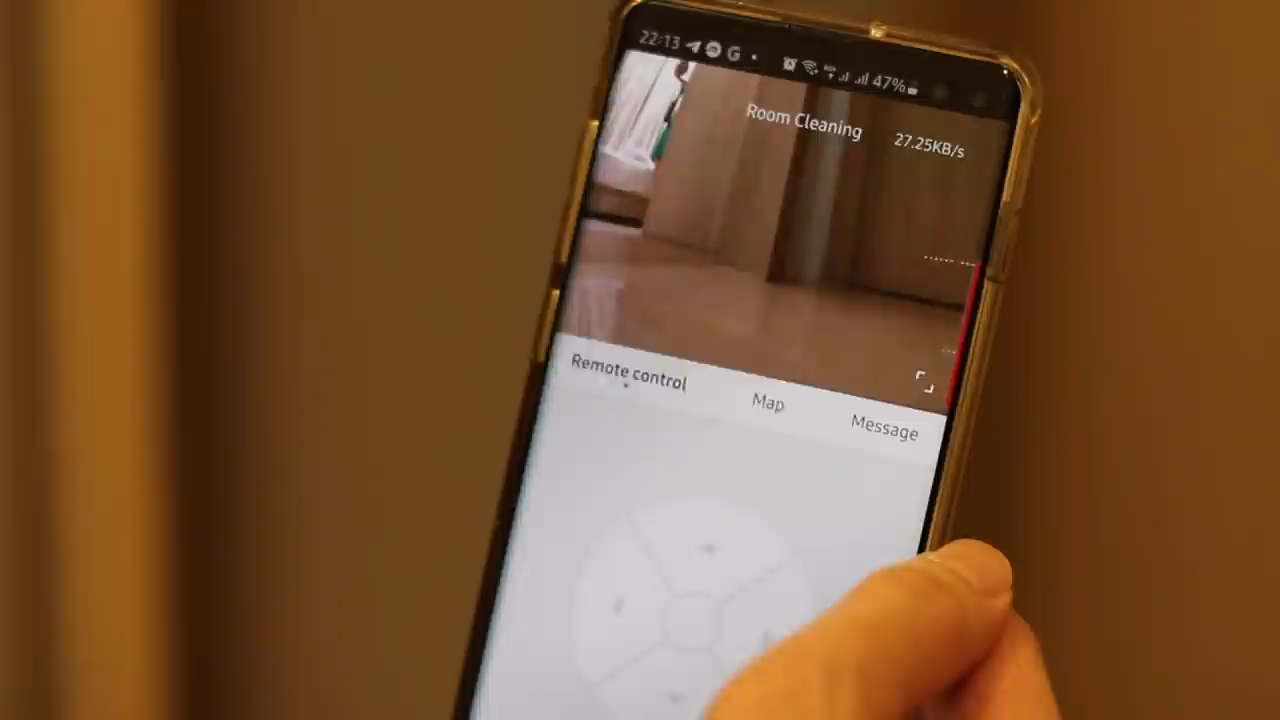 22:13 G 47%
Room Cleaning 27.25KB/s
Remote control Map Message